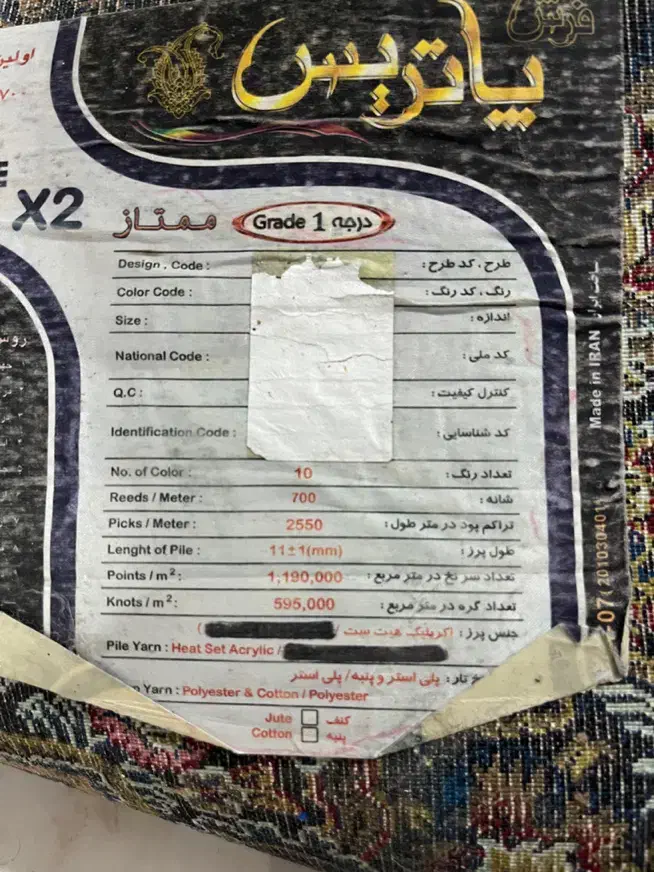 فرش
پاتریس
X2
ممتاز Grade 1 درجه
Design . Code : طرح ، کد طرح :
Color Code : رنگ ، کد رنگ :
Size : اندازه :
National Code : کد ملی :
Q.C : کنترل کیفیت :
Identification Code : کد شناسایی :
No. of Color : 10 تعداد رنگ :
Reeds / Meter : 700 شانه :
Picks / Meter : 2550 تراکم پود در متر طول :
Lenght of Pile : 11±1(mm) طول پرز :
Points / m²: 1,190,000 تعداد سر نخ در متر مربع :
Knots / m²: 595,000 تعداد گره در متر مربع :
جنس پرز : (اکریلیک هیت ست /
Pile Yarn : Heat Set Acrylic /
تار : پلی استر و پنبه / پلی استر
Yarn : Polyester & Cotton / Polyester
Jute کنف
Cotton پنبه
Made in IRAN ساخت ایران